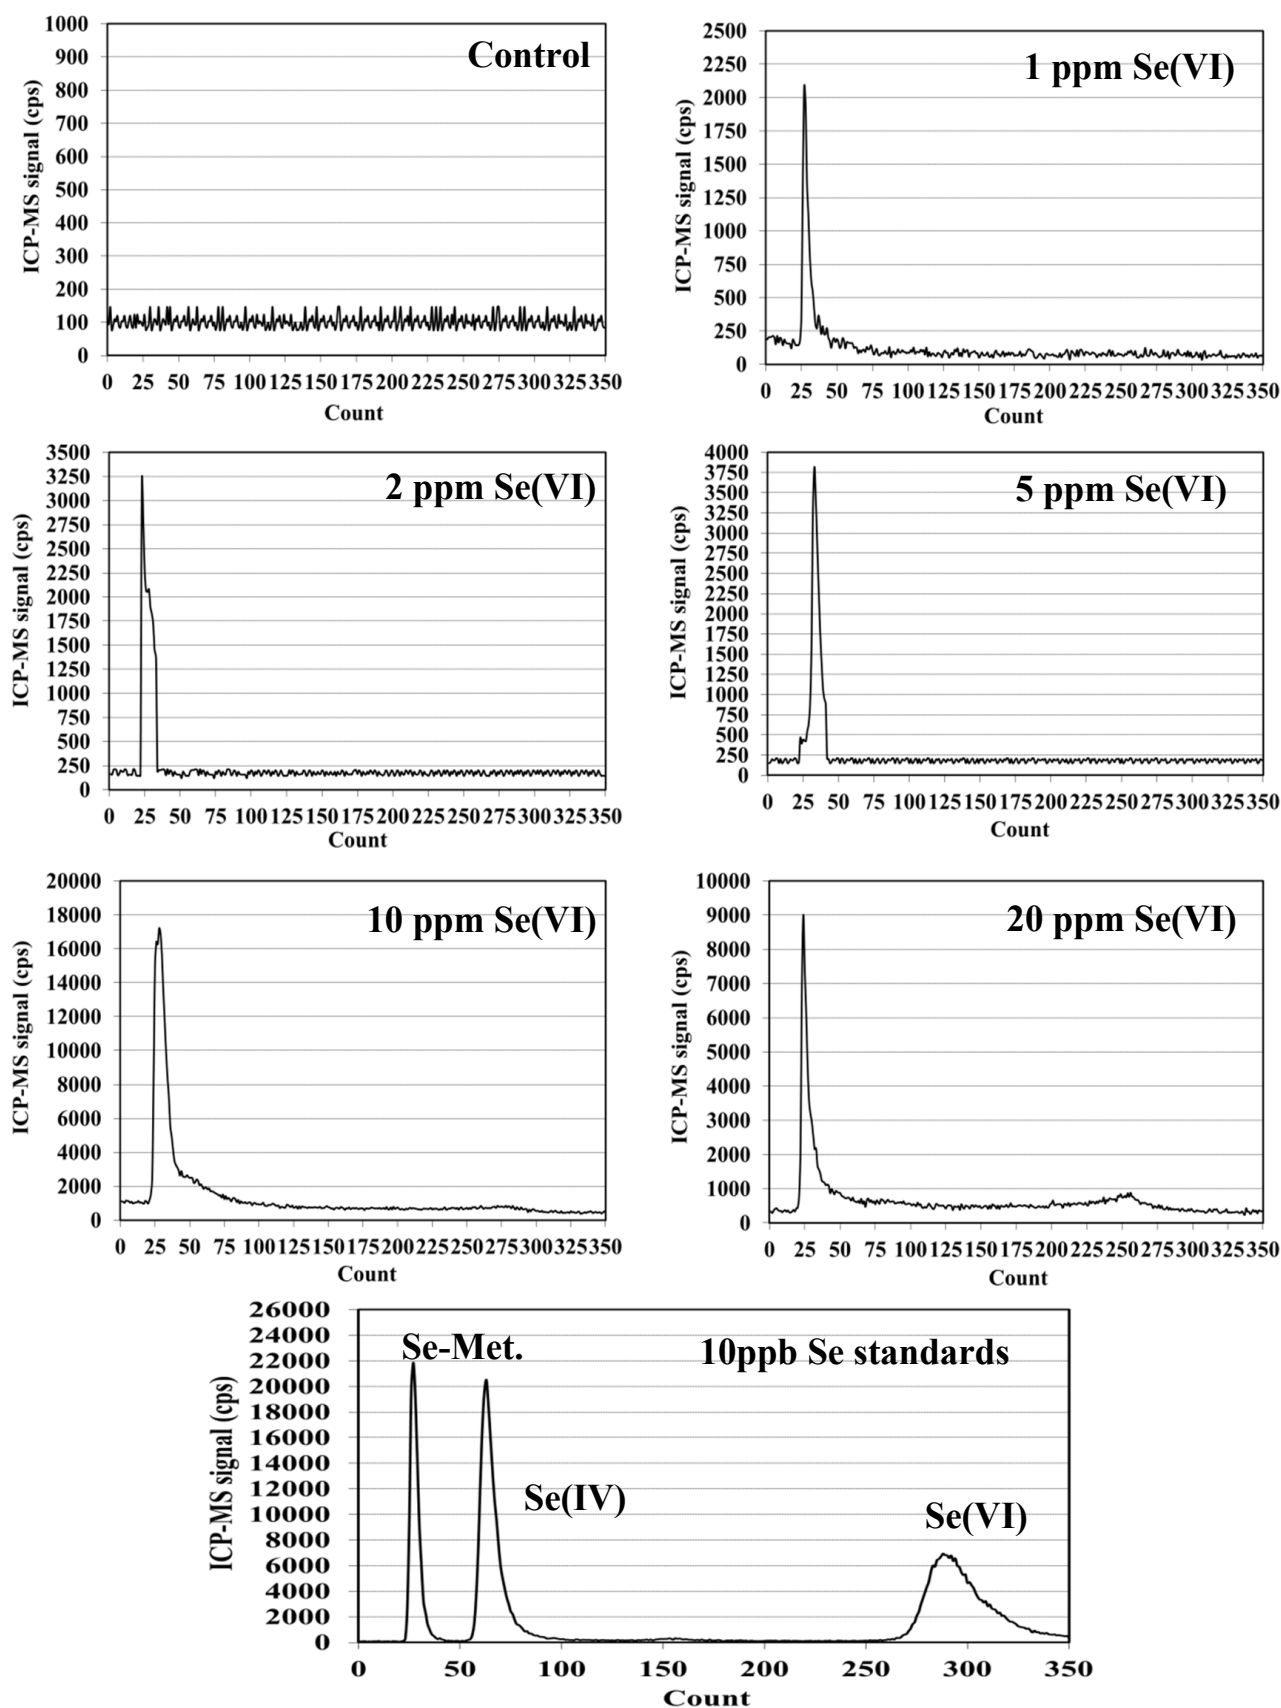 Control
ICP-MS signal (cps)
1000
900
800
700
600
500
400
300
200
100
0
0 25 50 75 100 125 150 175 200 225 250 275 300 325 350
Count
1 ppm Se(VI)
ICP-MS signal (cps)
2500
2250
2000
1750
1500
1250
1000
750
500
250
0
0 25 50 75 100 125 150 175 200 225 250 275 300 325 350
Count
2 ppm Se(VI)
ICP-MS signal (cps)
3500
3250
3000
2750
2500
2250
2000
1750
1500
1250
1000
750
500
250
0
0 25 50 75 100 125 150 175 200 225 250 275 300 325 350
Count
5 ppm Se(VI)
ICP-MS signal (cps)
4000
3750
3500
3250
3000
2750
2500
2250
2000
1750
1500
1250
1000
750
500
250
0
0 25 50 75 100 125 150 175 200 225 250 275 300 325 350
Count
10 ppm Se(VI)
ICP-MS signal (cps)
20000
18000
16000
14000
12000
10000
8000
6000
4000
2000
0
0 25 50 75 100 125 150 175 200 225 250 275 300 325 350
Count
20 ppm Se(VI)
ICP-MS signal (cps)
10000
9000
8000
7000
6000
5000
4000
3000
2000
1000
0
0 25 50 75 100 125 150 175 200 225 250 275 300 325 350
Count
10ppb Se standards
Se-Met.
Se(IV)
Se(VI)
ICP-MS signal (cps)
26000
24000
22000
20000
18000
16000
14000
12000
10000
8000
6000
4000
2000
0
0 50 100 150 200 250 300 350
Count